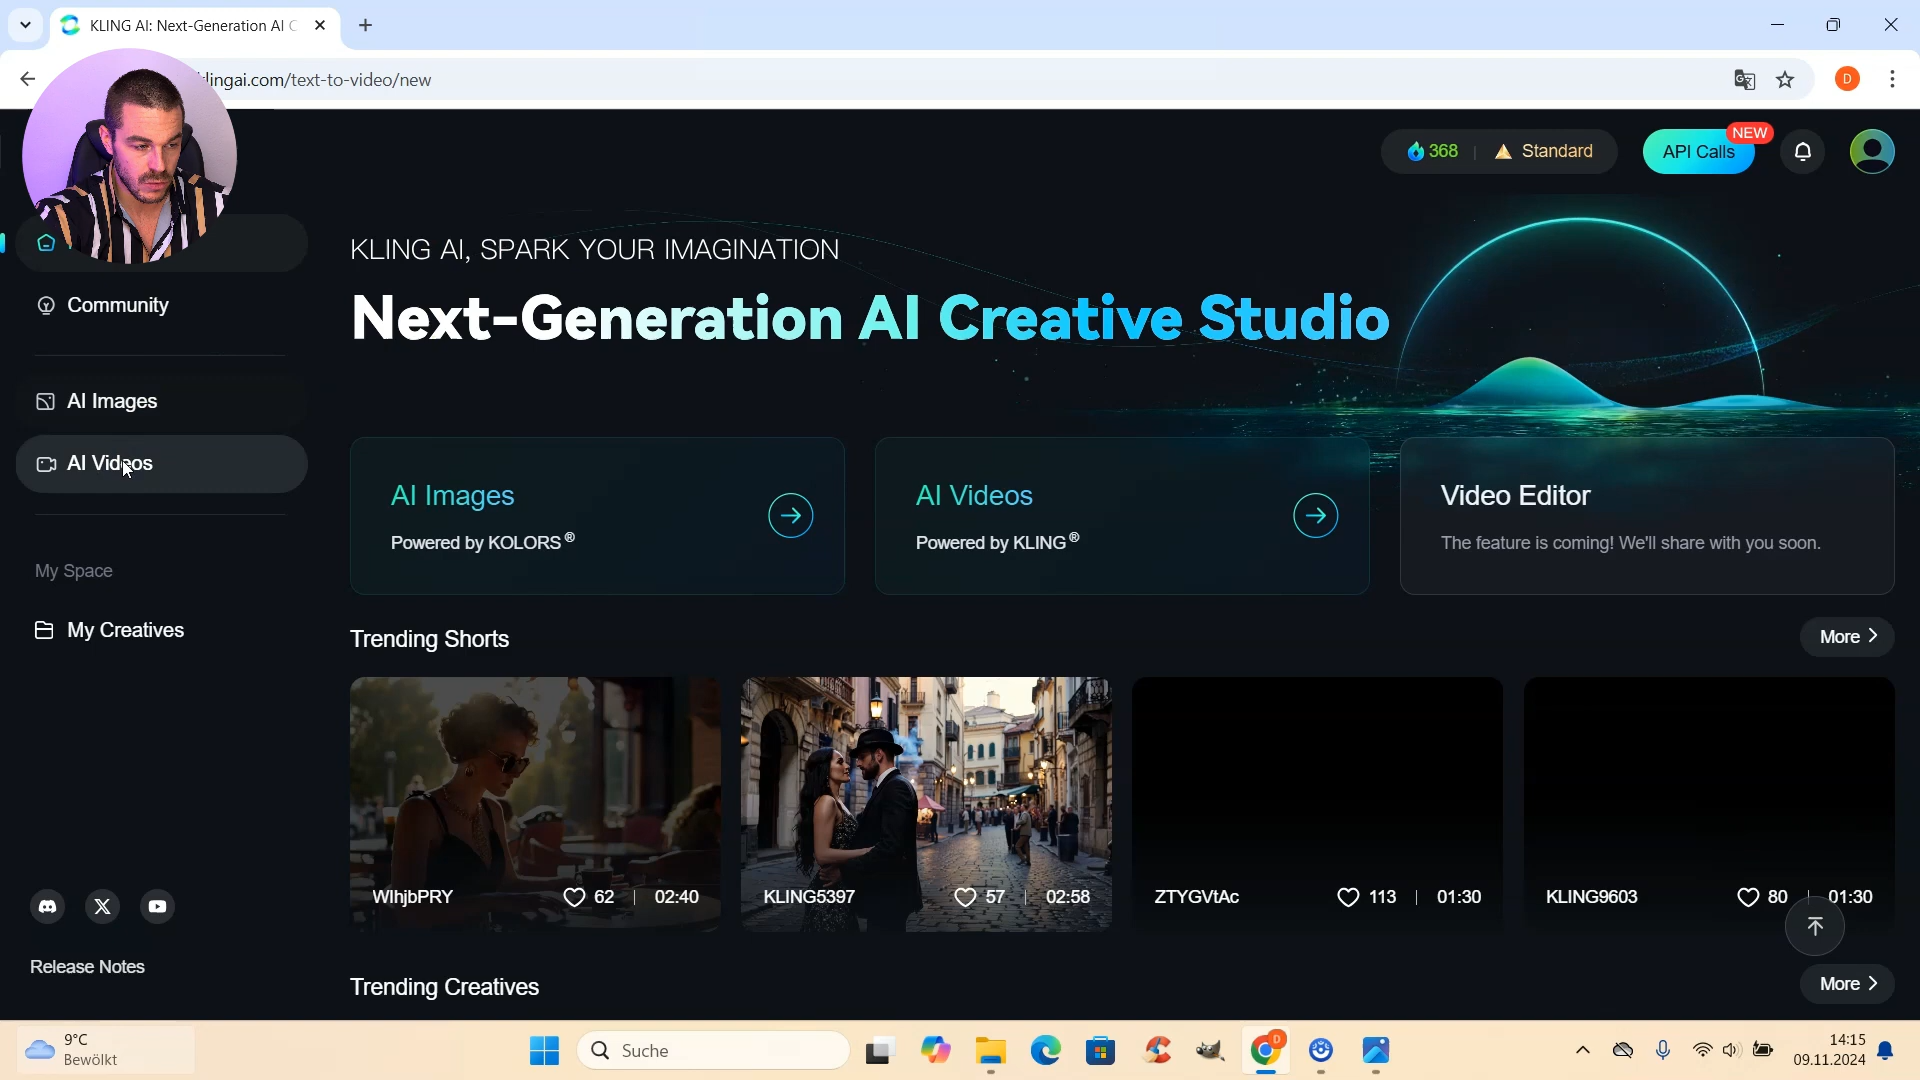 KLING AI: Next-Generation AI C
lingai.com/text-to-video/new
D
368
Standard
API Calls
NEW
Community
AI Images
AI Videos
My Space
My Creatives
Release Notes
KLING AI, SPARK YOUR IMAGINATION
Next-Generation AI Creative Studio
AI Images
Powered by KOLORS®
AI Videos
Powered by KLING®
Video Editor
The feature is coming! We'll share with you soon.
Trending Shorts
More
WlhjbPRY 62 02:40
KLING5397 57 02:58
ZTYGVtAc 113 01:30
KLING9603 80 01:30
Trending Creatives
More
9°C
Bewölkt
Suche
D
14:15
09.11.2024